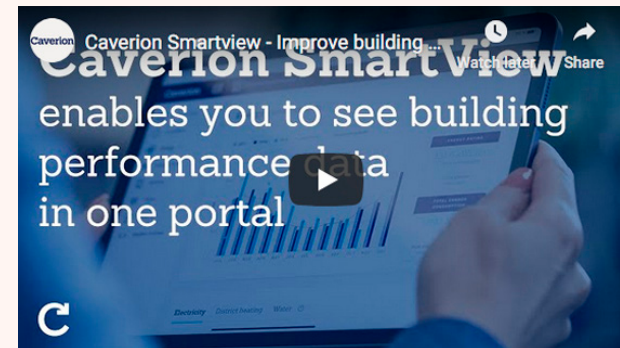 Caverion
Caverion Smartview - Improve building ...
Watch later
Share
Caverion SmartView
enables you to see building
performance data
in one portal
Electricity
District heating
Water